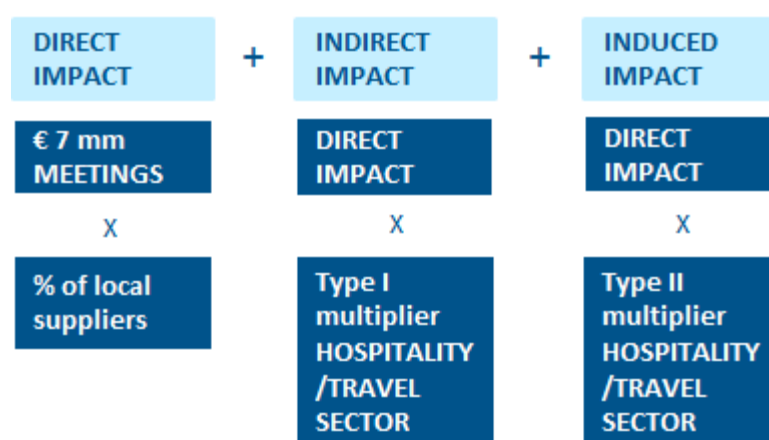 DIRECT
IMPACT
+
INDIRECT
IMPACT
+
INDUCED
IMPACT
€ 7 mm
MEETINGS
DIRECT
IMPACT
DIRECT
IMPACT
X
X
X
% of local
suppliers
Type I
multiplier
HOSPITALITY
/TRAVEL
SECTOR
Type II
multiplier
HOSPITALITY
/TRAVEL
SECTOR